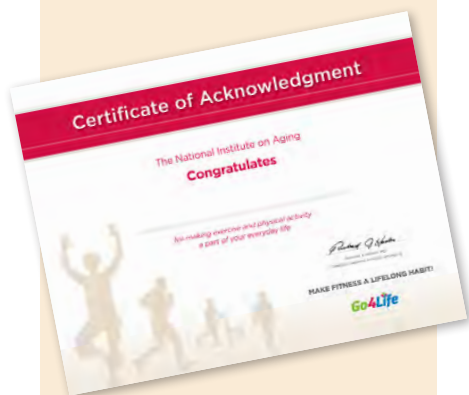 Certificate of Acknowledgment
The National Institute on Aging
Congratulates
for making exercise and physical activity
a part of your everyday life
MAKE FITNESS A LIFELONG HABIT!
Go4Life